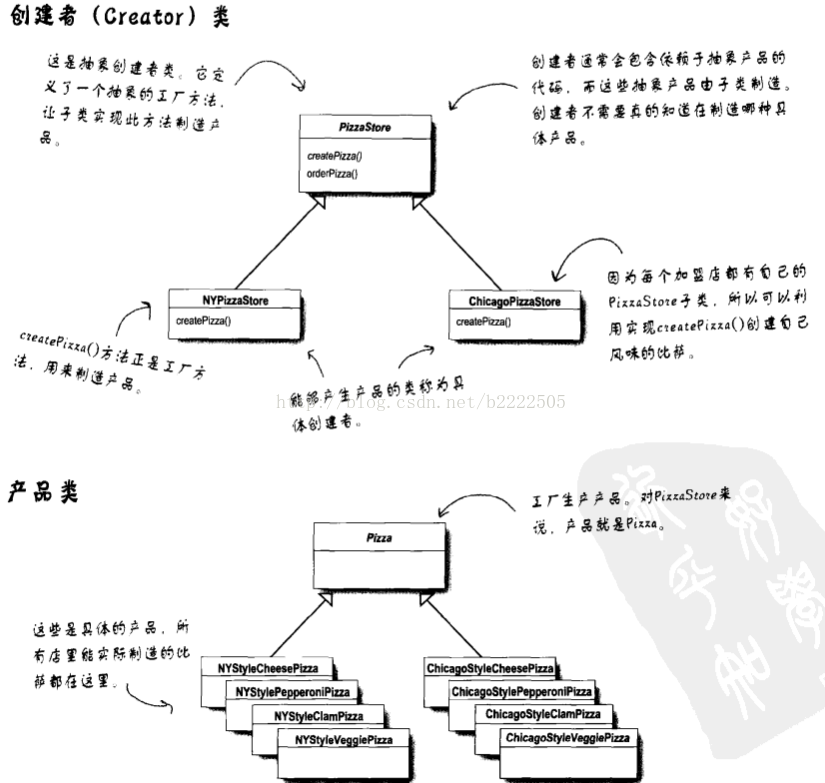 创建者（Creator）类
这是抽象创建者类。它定
义了一个抽象的工厂方法，
让子类实现此方法制造产
品。
创建者通常会包含依赖于抽象产品的
代码，而这些抽象产品由子类制造。
创建者不需要真的知道在制造哪种具
体产品。
PizzaStore
createPizza()
orderPizza()
NYPizzaStore
createPizza()
ChicagoPizzaStore
createPizza()
因为每个加盟店都有自己的
PizzaStore子类，所以可以利
用实现createPizza()创建自己
风味的比萨。
createPizza()方法正是工厂方
法，用来制造产品。
能够产生产品的类称为具
体创建者。
http://blog.csdn.net/b2222505
产品类
工厂生产产品。对PizzaStore来
说，产品就是Pizza。
Pizza
这些是具体的产品，所
有店里能实际制造的比
萨都在这里。
NYStyleCheesePizza
NYStylePepperoniPizza
NYStyleClamPizza
NYStyleVeggiePizza
ChicagoStyleCheesePizza
ChicagoStylePepperoniPizza
ChicagoStyleClamPizza
ChicagoStyleVeggiePizza